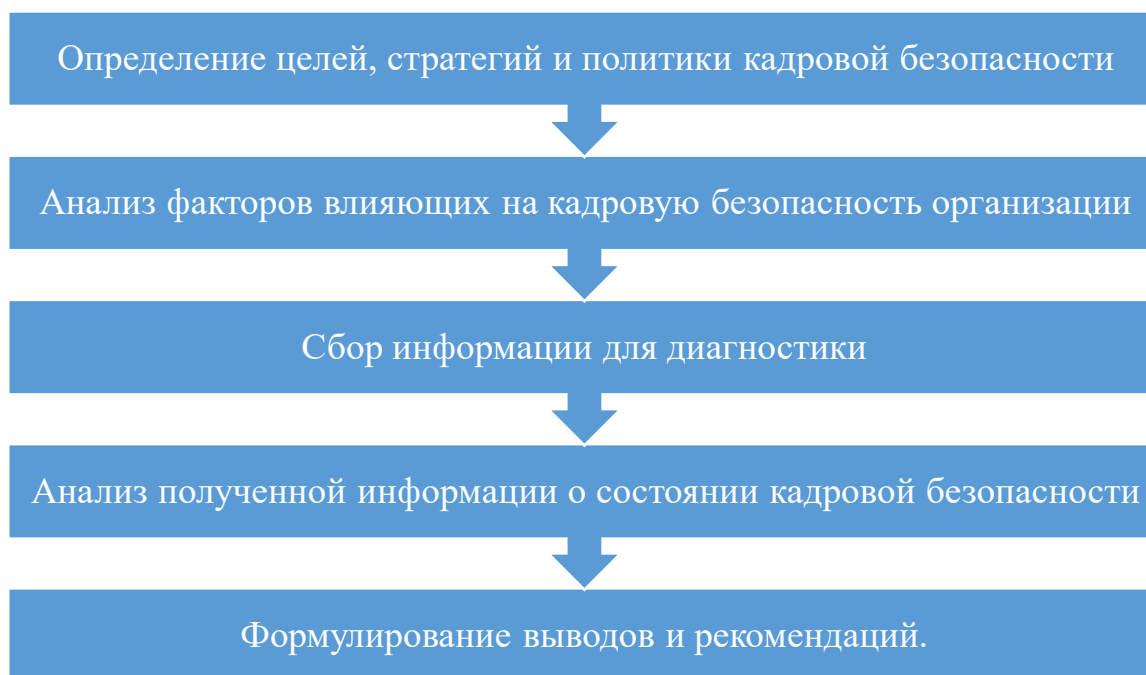 Определение целей, стратегий и политики кадровой безопасности
Анализ факторов влияющих на кадровую безопасность организации
Сбор информации для диагностики
Анализ полученной информации о состоянии кадровой безопасности
Формулирование выводов и рекомендаций.